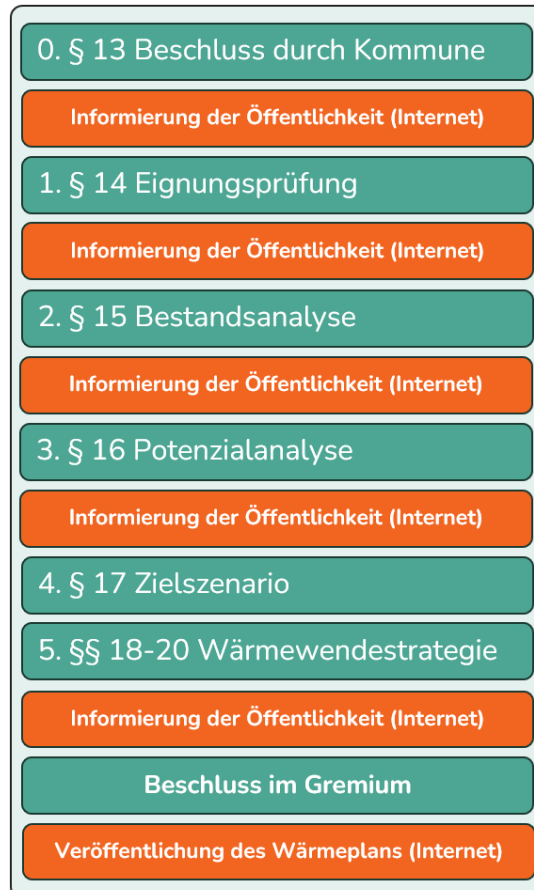 0. § 13 Beschluss durch Kommune
Informierung der Öffentlichkeit (Internet)
1. § 14 Eignungsprüfung
Informierung der Öffentlichkeit (Internet)
2. § 15 Bestandsanalyse
Informierung der Öffentlichkeit (Internet)
3. § 16 Potenzialanalyse
Informierung der Öffentlichkeit (Internet)
4. § 17 Zielszenario
5. §§ 18-20 Wärmewendestrategie
Informierung der Öffentlichkeit (Internet)
Beschluss im Gremium
Veröffentlichung des Wärmeplans (Internet)